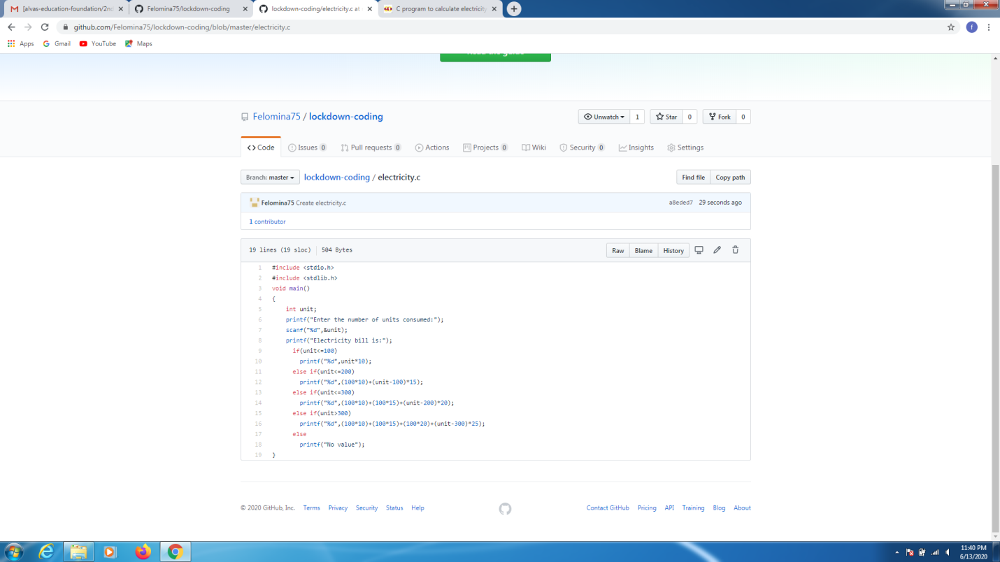 [alvas-education-foundation/2nd
Felomina75/lockdown-coding
lockdown-coding/electricity.c at
C program to calculate electricity
github.com/Felomina75/lockdown-coding/blob/master/electricity.c
f
Apps Gmail YouTube Maps
Read the guide
Felomina75 / lockdown-coding
Unwatch 1 Star 0 Fork 0
Code Issues 0 Pull requests 0 Actions Projects 0 Wiki Security 0 Insights Settings
Branch: master lockdown-coding / electricity.c Find file Copy path
Felomina75 Create electricity.c a8eded7 29 seconds ago
1 contributor
19 lines (19 sloc) 504 Bytes Raw Blame History
1 #include <stdio.h>
2 #include <stdlib.h>
3 void main()
4 {
5 int unit;
6 printf("Enter the number of units consumed:");
7 scanf("%d",&unit);
8 printf("Electricity bill is:");
9 if(unit<=100)
10 printf("%d",unit*10);
11 else if(unit<=200)
12 printf("%d",(100*10)+(unit-100)*15);
13 else if(unit<=300)
14 printf("%d",(100*10)+(100*15)+(unit-200)*20);
15 else if(unit>300)
16 printf("%d",(100*10)+(100*15)+(100*20)+(unit-300)*25);
17 else
18 printf("No value");
19 }
© 2020 GitHub, Inc. Terms Privacy Security Status Help Contact GitHub Pricing API Training Blog About
11:40 PM
6/13/2020